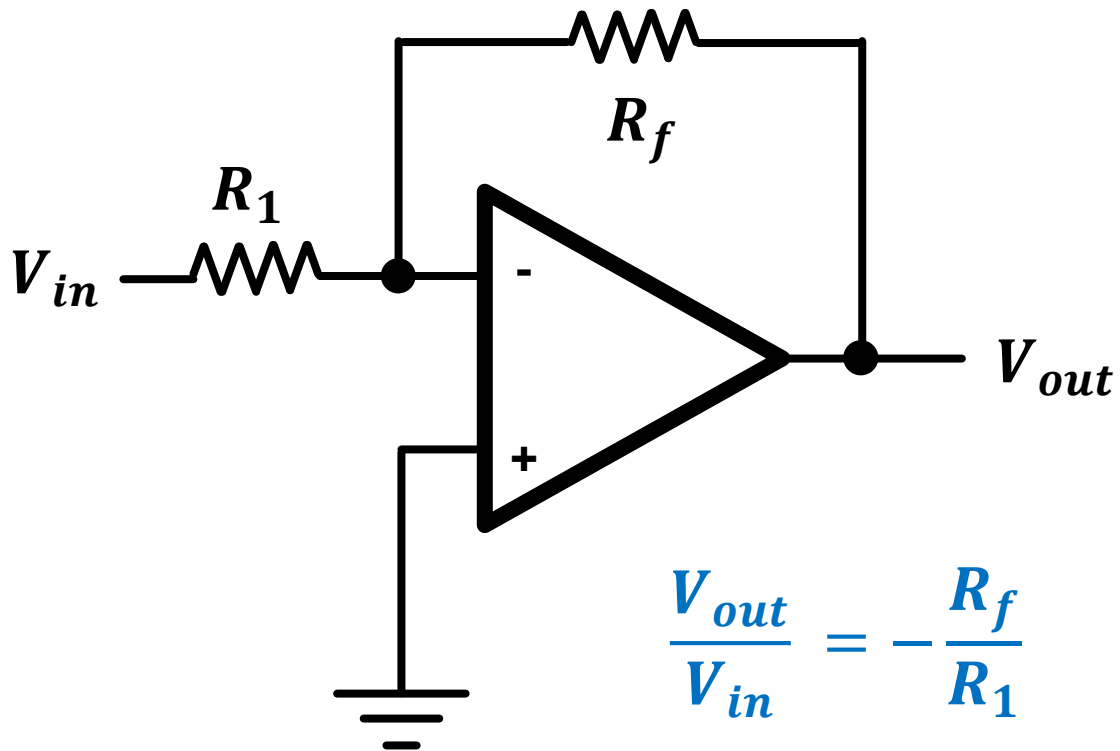 R_f
R_1
V_in
-
V_out
+
V_out / V_in = - R_f / R_1